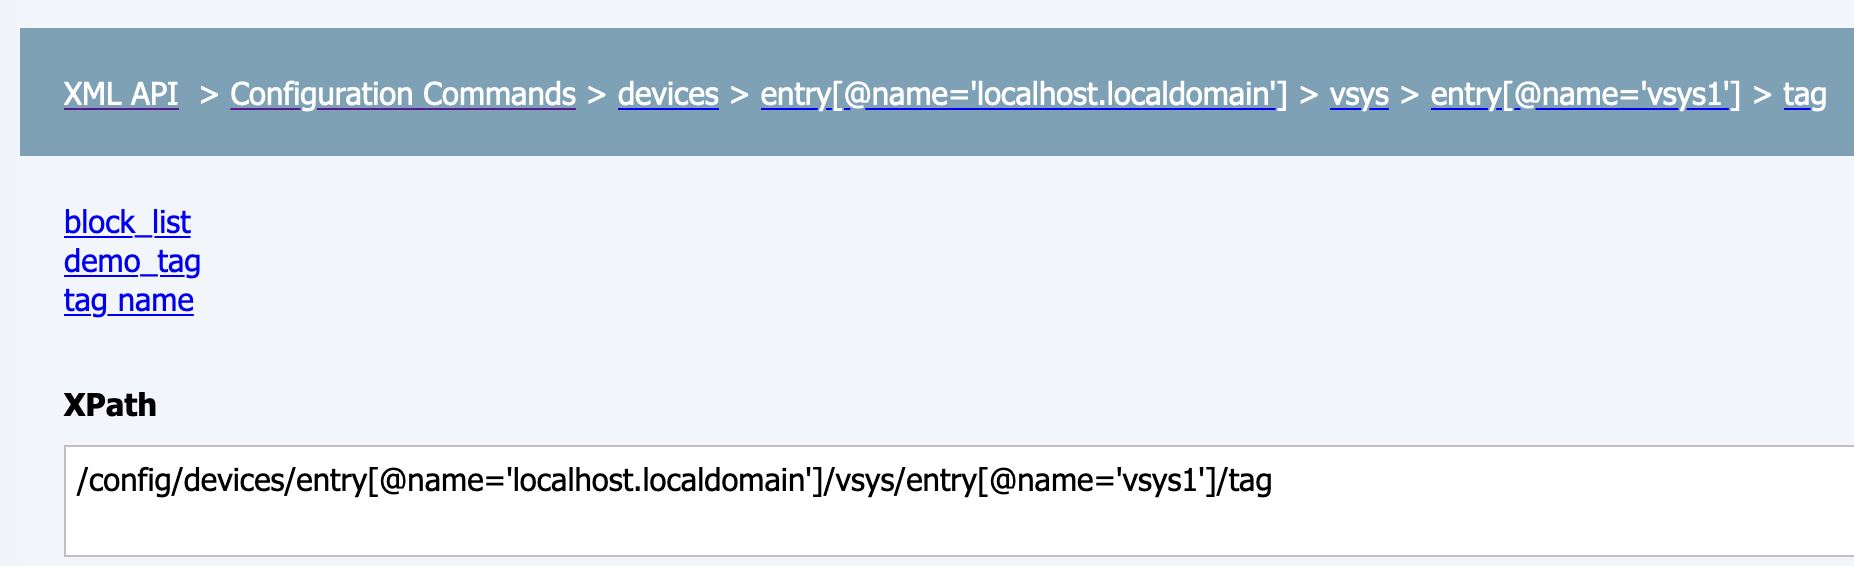 XML API > Configuration Commands > devices > entry[@name='localhost.localdomain'] > vsys > entry[@name='vsys1'] > tag
block_list
demo_tag
tag name
XPath
/config/devices/entry[@name='localhost.localdomain']/vsys/entry[@name='vsys1']/tag